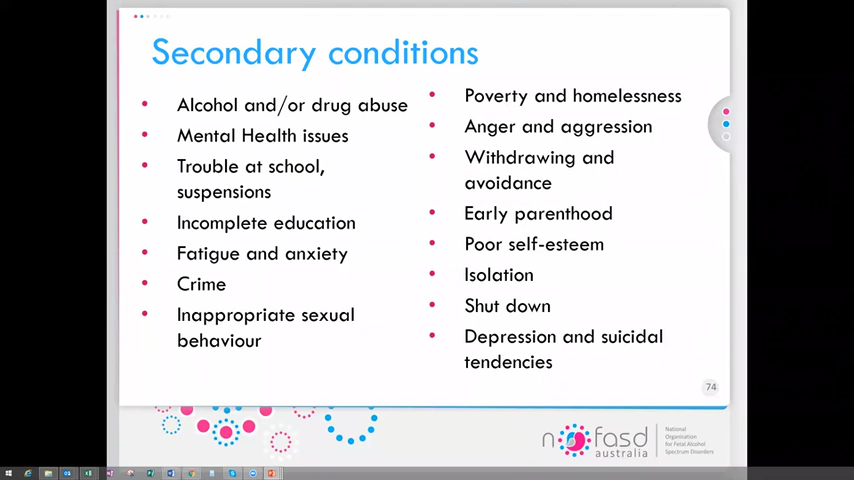 Secondary conditions
Alcohol and/or drug abuse
Mental Health issues
Trouble at school,
suspensions
Incomplete education
Fatigue and anxiety
Crime
Inappropriate sexual
behaviour
Poverty and homelessness
Anger and aggression
Withdrawing and
avoidance
Early parenthood
Poor self-esteem
Isolation
Shut down
Depression and suicidal
tendencies
74
nofasd
australia
National
Organisation
for Fetal Alcohol
Spectrum Disorders